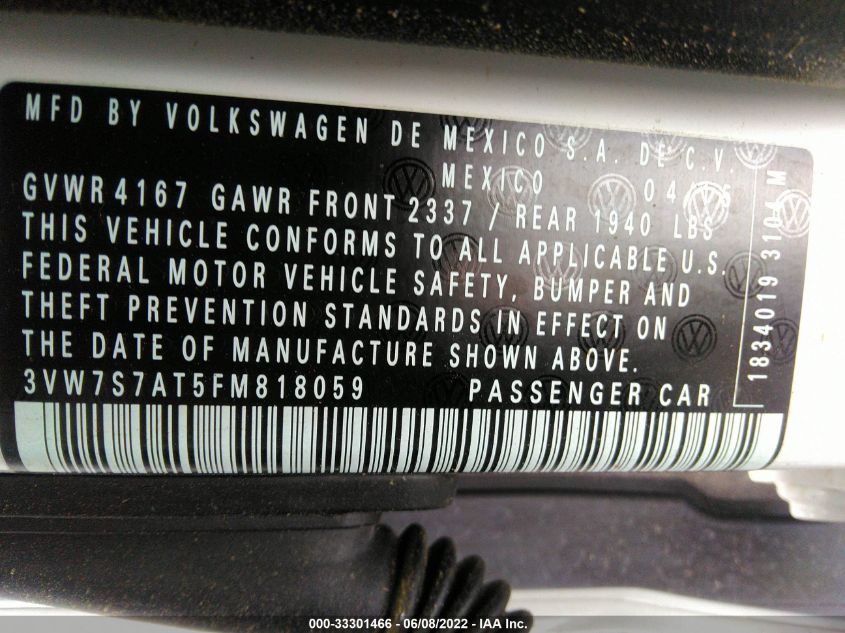 MFD BY VOLKSWAGEN DE MEXICO S.A. DE C.V
MEXICO
GVWR 4167 GAWR FRONT 2337 / REAR 1940 LBS
THIS VEHICLE CONFORMS TO ALL APPLICABLE U.S.
FEDERAL MOTOR VEHICLE SAFETY, BUMPER AND
THEFT PREVENTION STANDARDS IN EFFECT ON
THE DATE OF MANUFACTURE SHOWN ABOVE.
3VW7S7AT5FM818059 PASSENGER CAR
1834019 3104 M
000-33301466 - 06/08/2022 - IAA Inc.